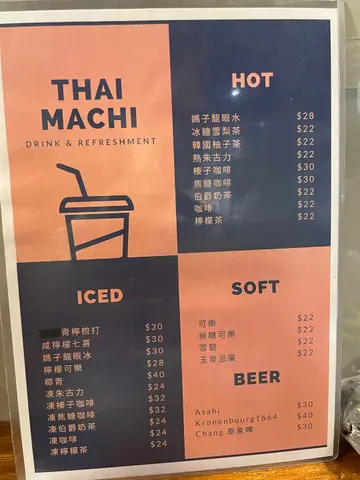 THAI
MACHI
DRINK & REFRESHMENT
HOT
媽子龍眼水 $28
冰糖雪梨茶 $22
韓國柚子茶 $22
熱朱古力 $22
榛子咖啡 $30
焦糖咖啡 $30
伯爵奶茶 $22
咖啡 $22
檸檬茶 $22
ICED
青檸梳打 $30
咸檸檬七喜 $30
媽子龍眼冰 $30
檸檬可樂 $28
椰青 $40
凍朱古力 $24
凍榛子咖啡 $32
凍焦糖咖啡 $32
凍伯爵奶茶 $24
凍咖啡 $24
凍檸檬茶 $24
SOFT
可樂 $22
無糖可樂 $22
雪碧 $22
玉泉忌廉 $22
BEER
Asahi $30
Kronenbourg1664 $40
Chang 泰象啤 $30